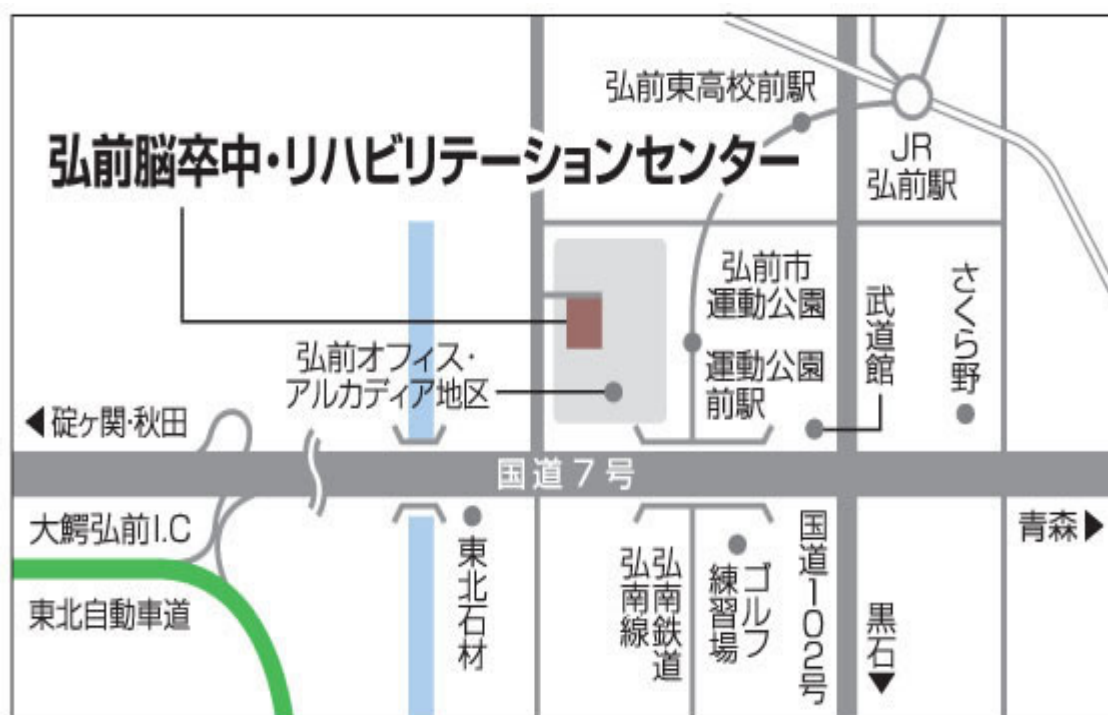 弘前東高校前駅
JR
弘前駅
弘前脳卒中・リハビリテーションセンター
弘前市
運動公園
武道館
さくら野
弘前オフィス・
アルカディア地区
運動公園
前駅
◀碇ヶ関・秋田
国道7号
大鰐弘前I.C
東北自動車道
東北石材
弘南鉄道
弘南線
ゴルフ
練習場
国道102号
黒石▼
青森▶